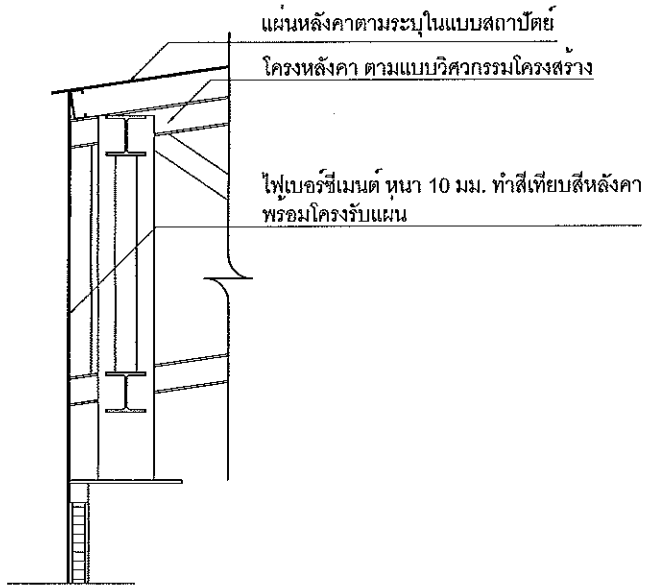 แผ่นหลังคาตามระบุในแบบสถาปัตย์
โครงหลังคา ตามแบบวิศวกรรมโครงสร้าง
ไฟเบอร์ซีเมนต์ หนา 10 มม. ทำสีเทียบสีหลังคา
พร้อมโครงรับแผ่น